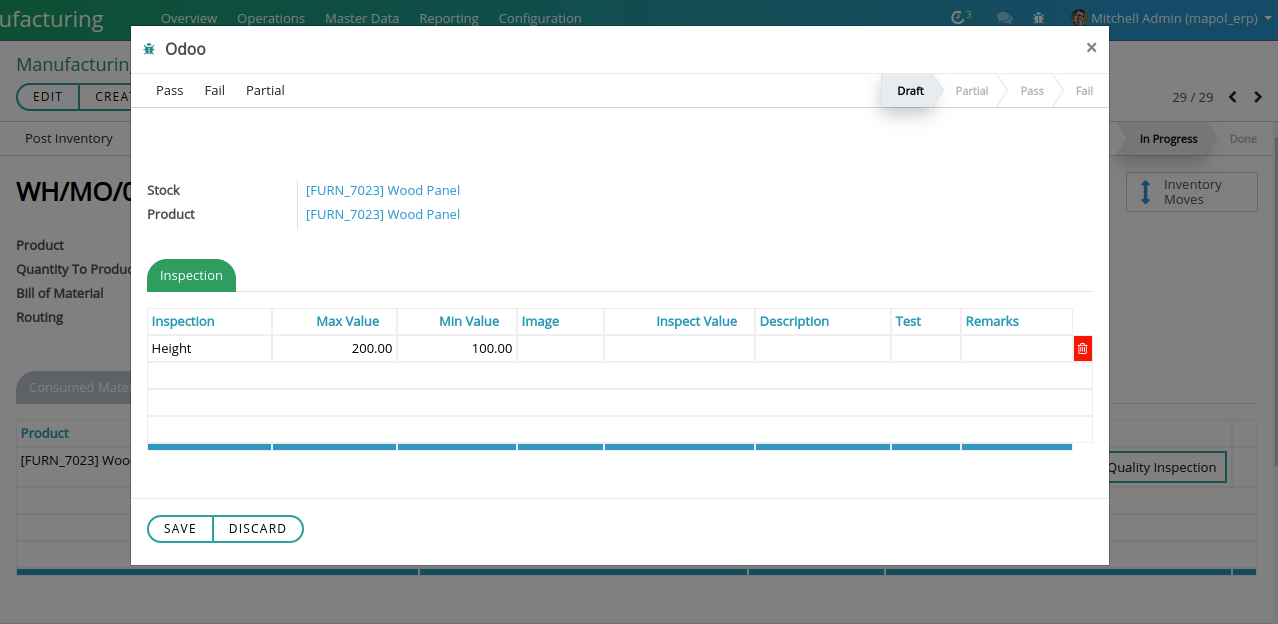 ufacturing Overview Operations Master Data Reporting Configuration 3 Mitchell Admin (mapol_erp)
Odoo ×
Manufacturing
Pass Fail Partial Draft Partial Pass Fail
EDIT CREAT 29 / 29
Post Inventory In Progress Done
WH/MO/0
Inventory
Moves
Stock [FURN_7023] Wood Panel
Product [FURN_7023] Wood Panel
Product
Quantity To Produc
Bill of Material
Routing
Inspection
Inspection Max Value Min Value Image Inspect Value Description Test Remarks
Height 200.00 100.00
Consumed Mate
Product
[FURN_7023] Woo Quality Inspection
SAVE DISCARD